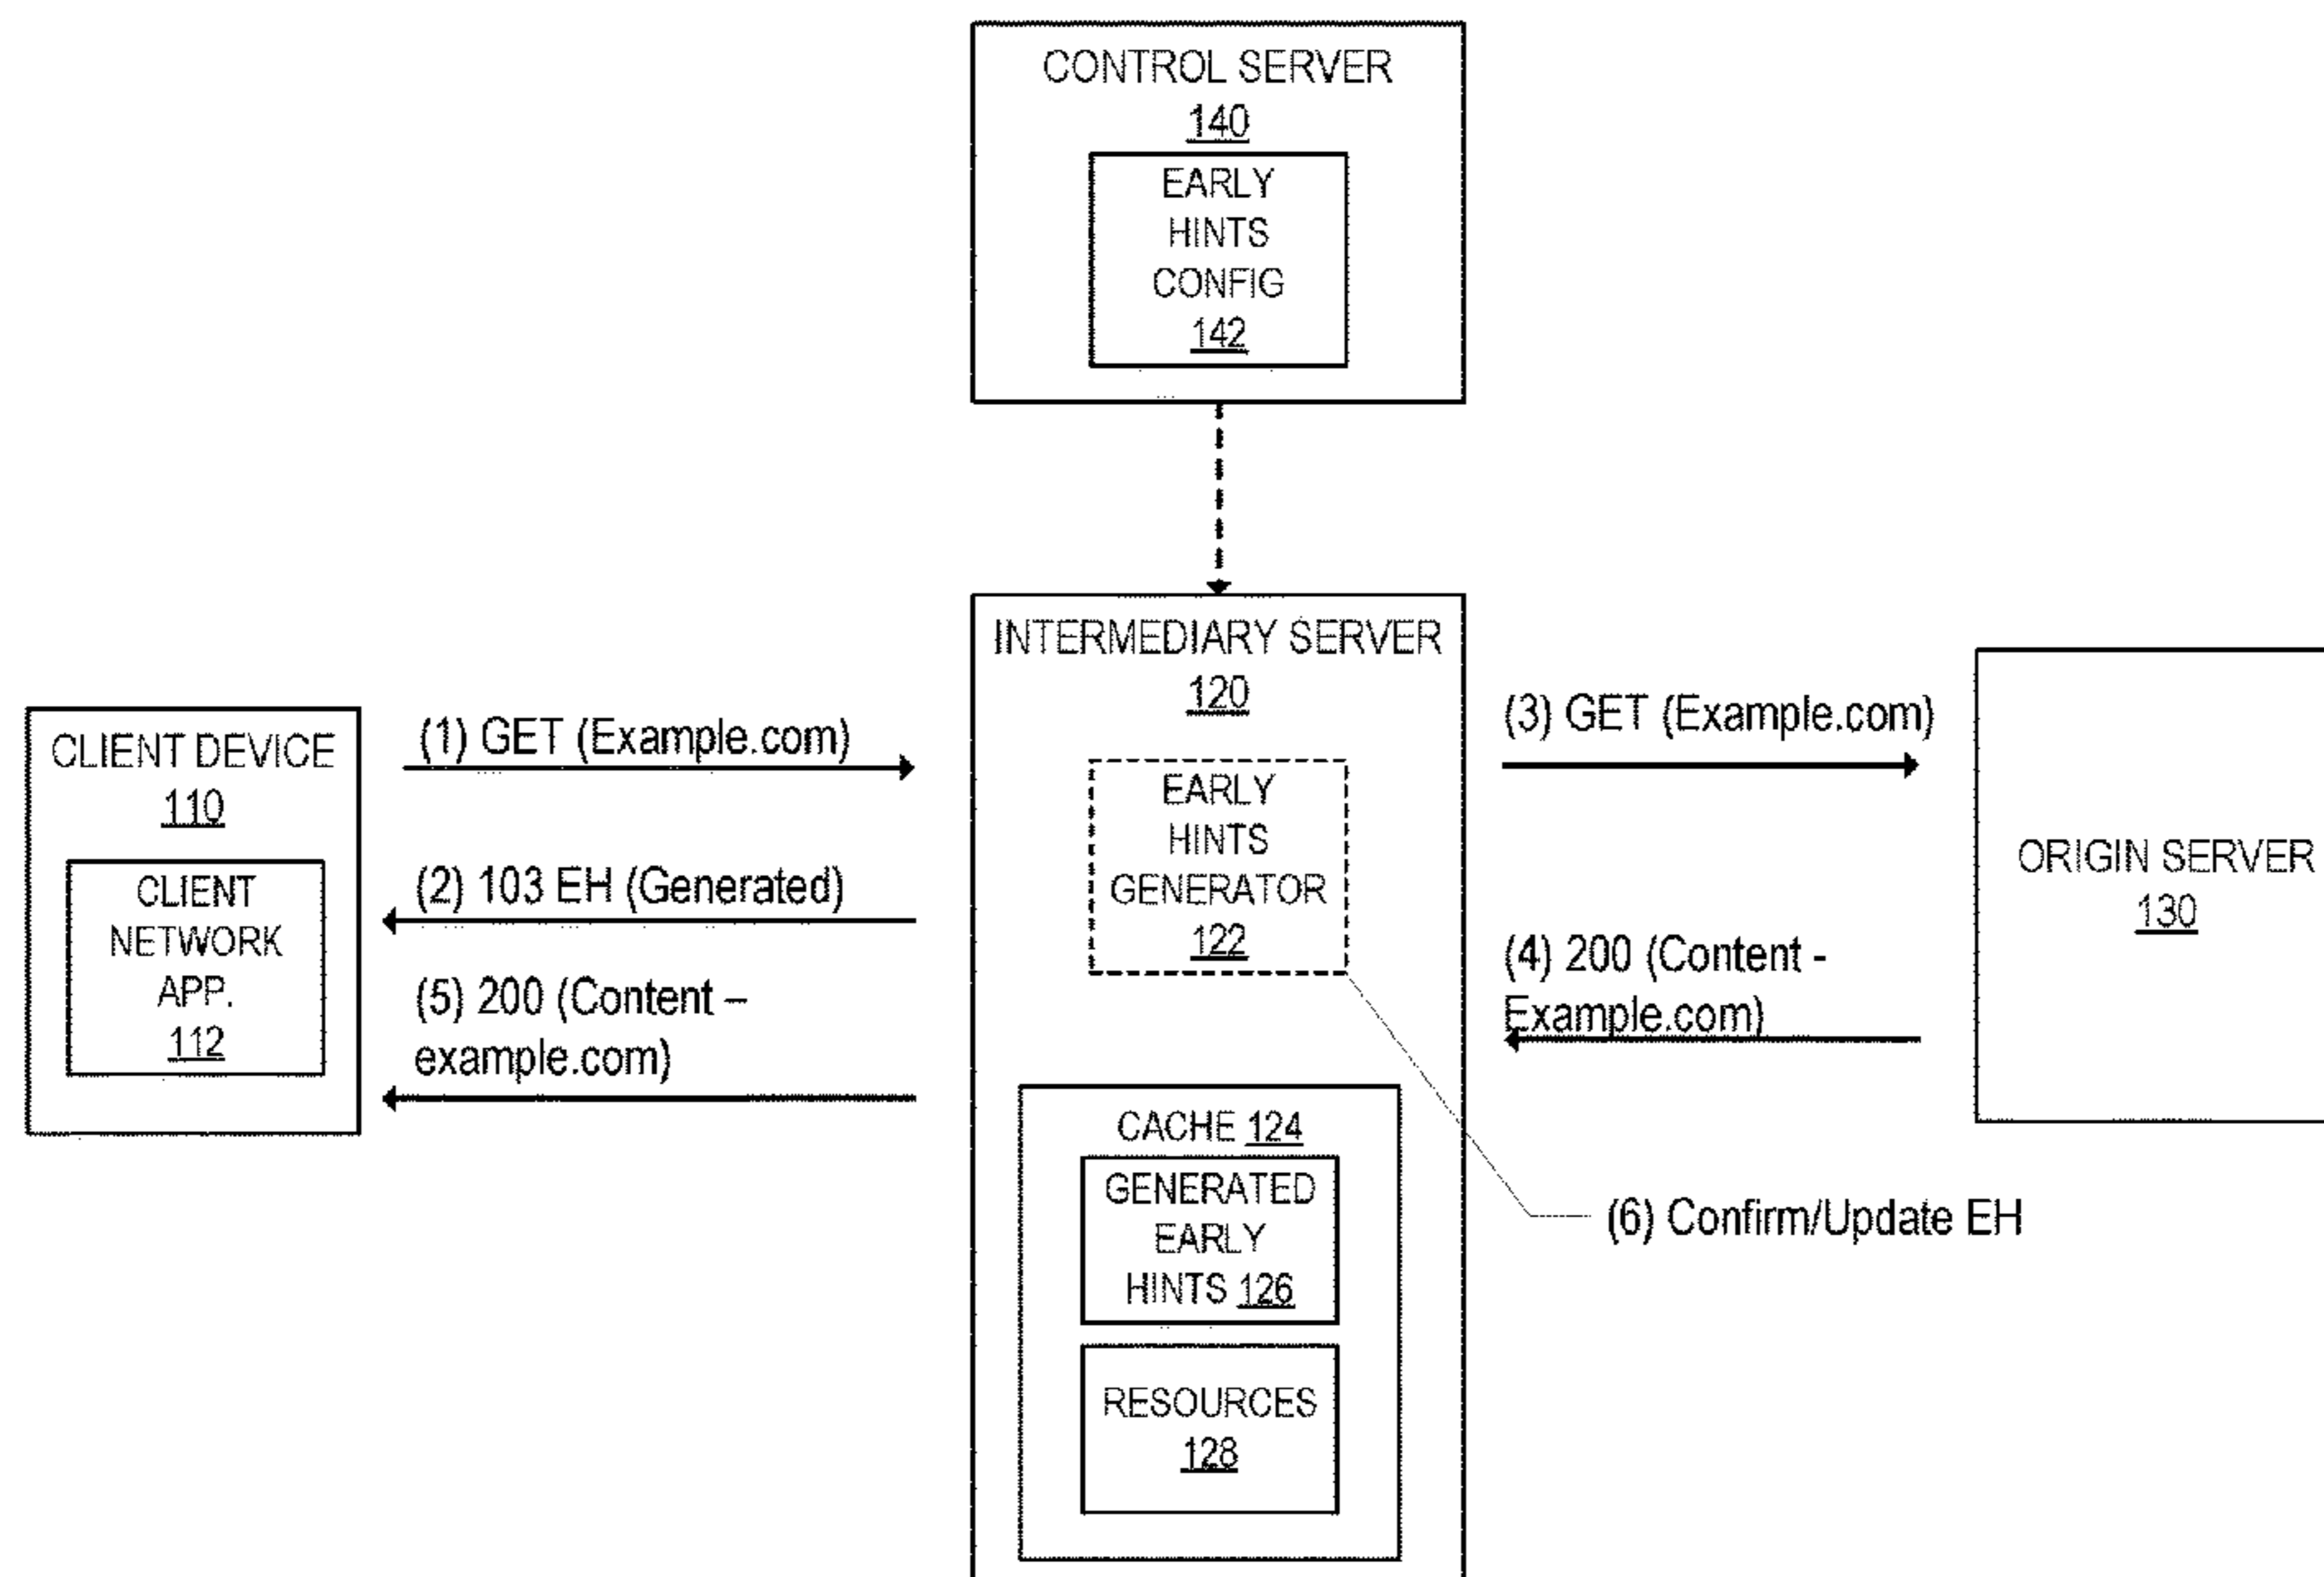 CONTROL SERVER
140
EARLY
HINTS
CONFIG
142
INTERMEDIARY SERVER
120
EARLY
HINTS
GENERATOR
122
CACHE 124
GENERATED
EARLY
HINTS 126
RESOURCES
128
CLIENT DEVICE
110
CLIENT
NETWORK
APP.
112
(1) GET (Example.com)
(2) 103 EH (Generated)
(5) 200 (Content –
example.com)
(3) GET (Example.com)
(4) 200 (Content -
Example.com)
ORIGIN SERVER
130
(6) Confirm/Update EH